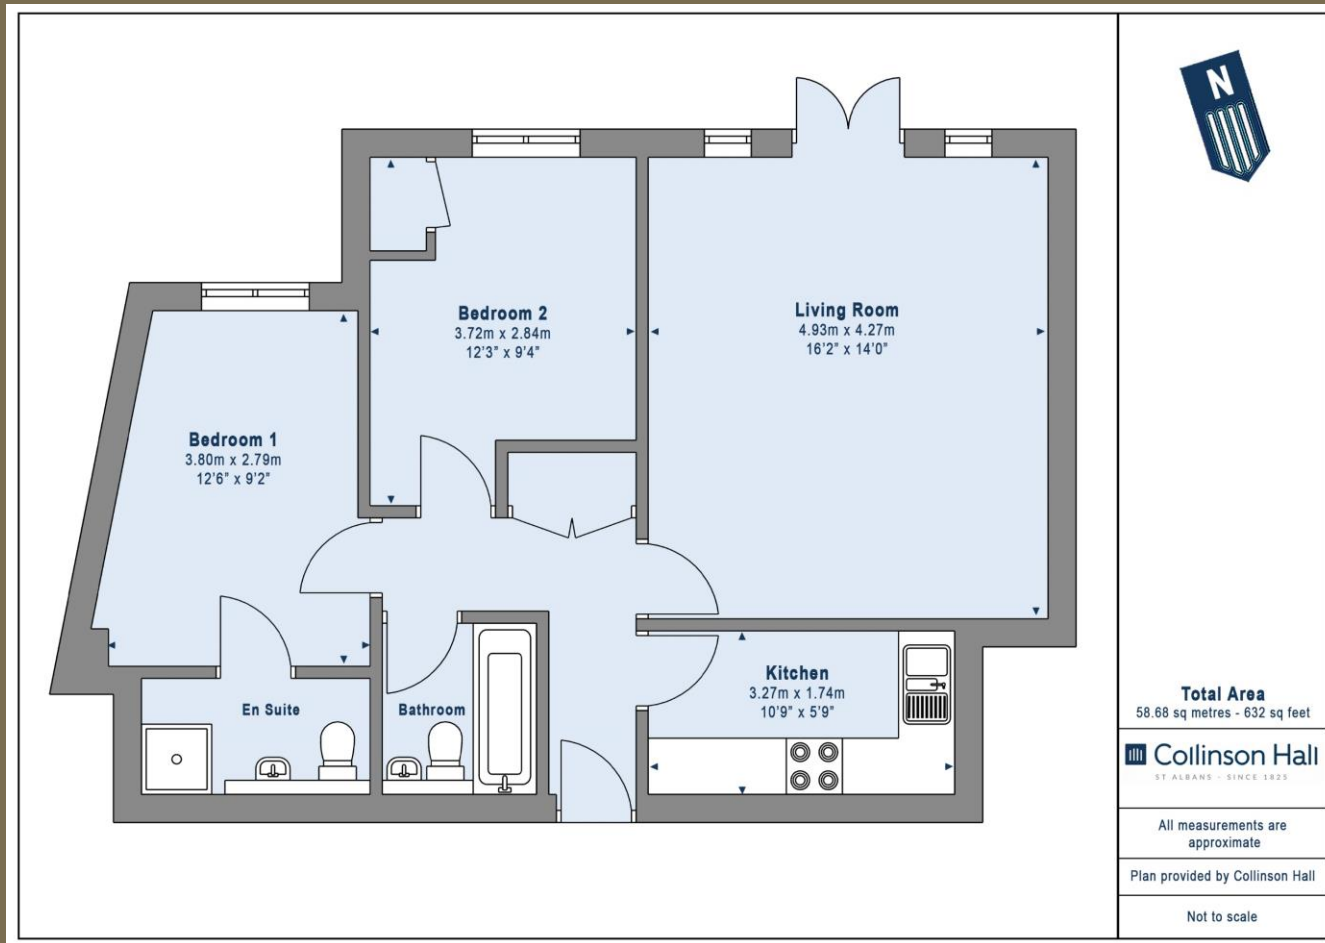 N
Bedroom 2
3.72m x 2.84m
12'3" x 9'4"
Living Room
4.93m x 4.27m
16'2" x 14'0"
Bedroom 1
3.80m x 2.79m
12'6" x 9'2"
En Suite
Bathroom
Kitchen
3.27m x 1.74m
10'9" x 5'9"
Total Area
58.68 sq metres - 632 sq feet
Collinson Hall
ST ALBANS - SINCE 1825
All measurements are
approximate
Plan provided by Collinson Hall
Not to scale